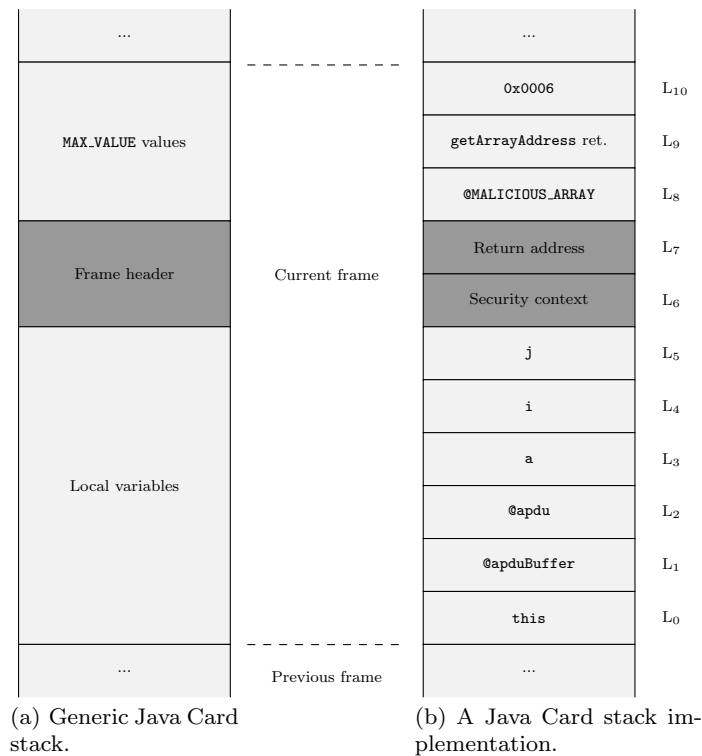 ...
MAX_VALUE values
Frame header
Local variables
...
Current frame
Previous frame
...
0x0006 L10
getArrayAddress ret. L9
@MALICIOUS_ARRAY L8
Return address L7
Security context L6
j L5
i L4
a L3
@apdu L2
@apduBuffer L1
this L0
...
(a) Generic Java Card
stack.
(b) A Java Card stack im-
plementation.